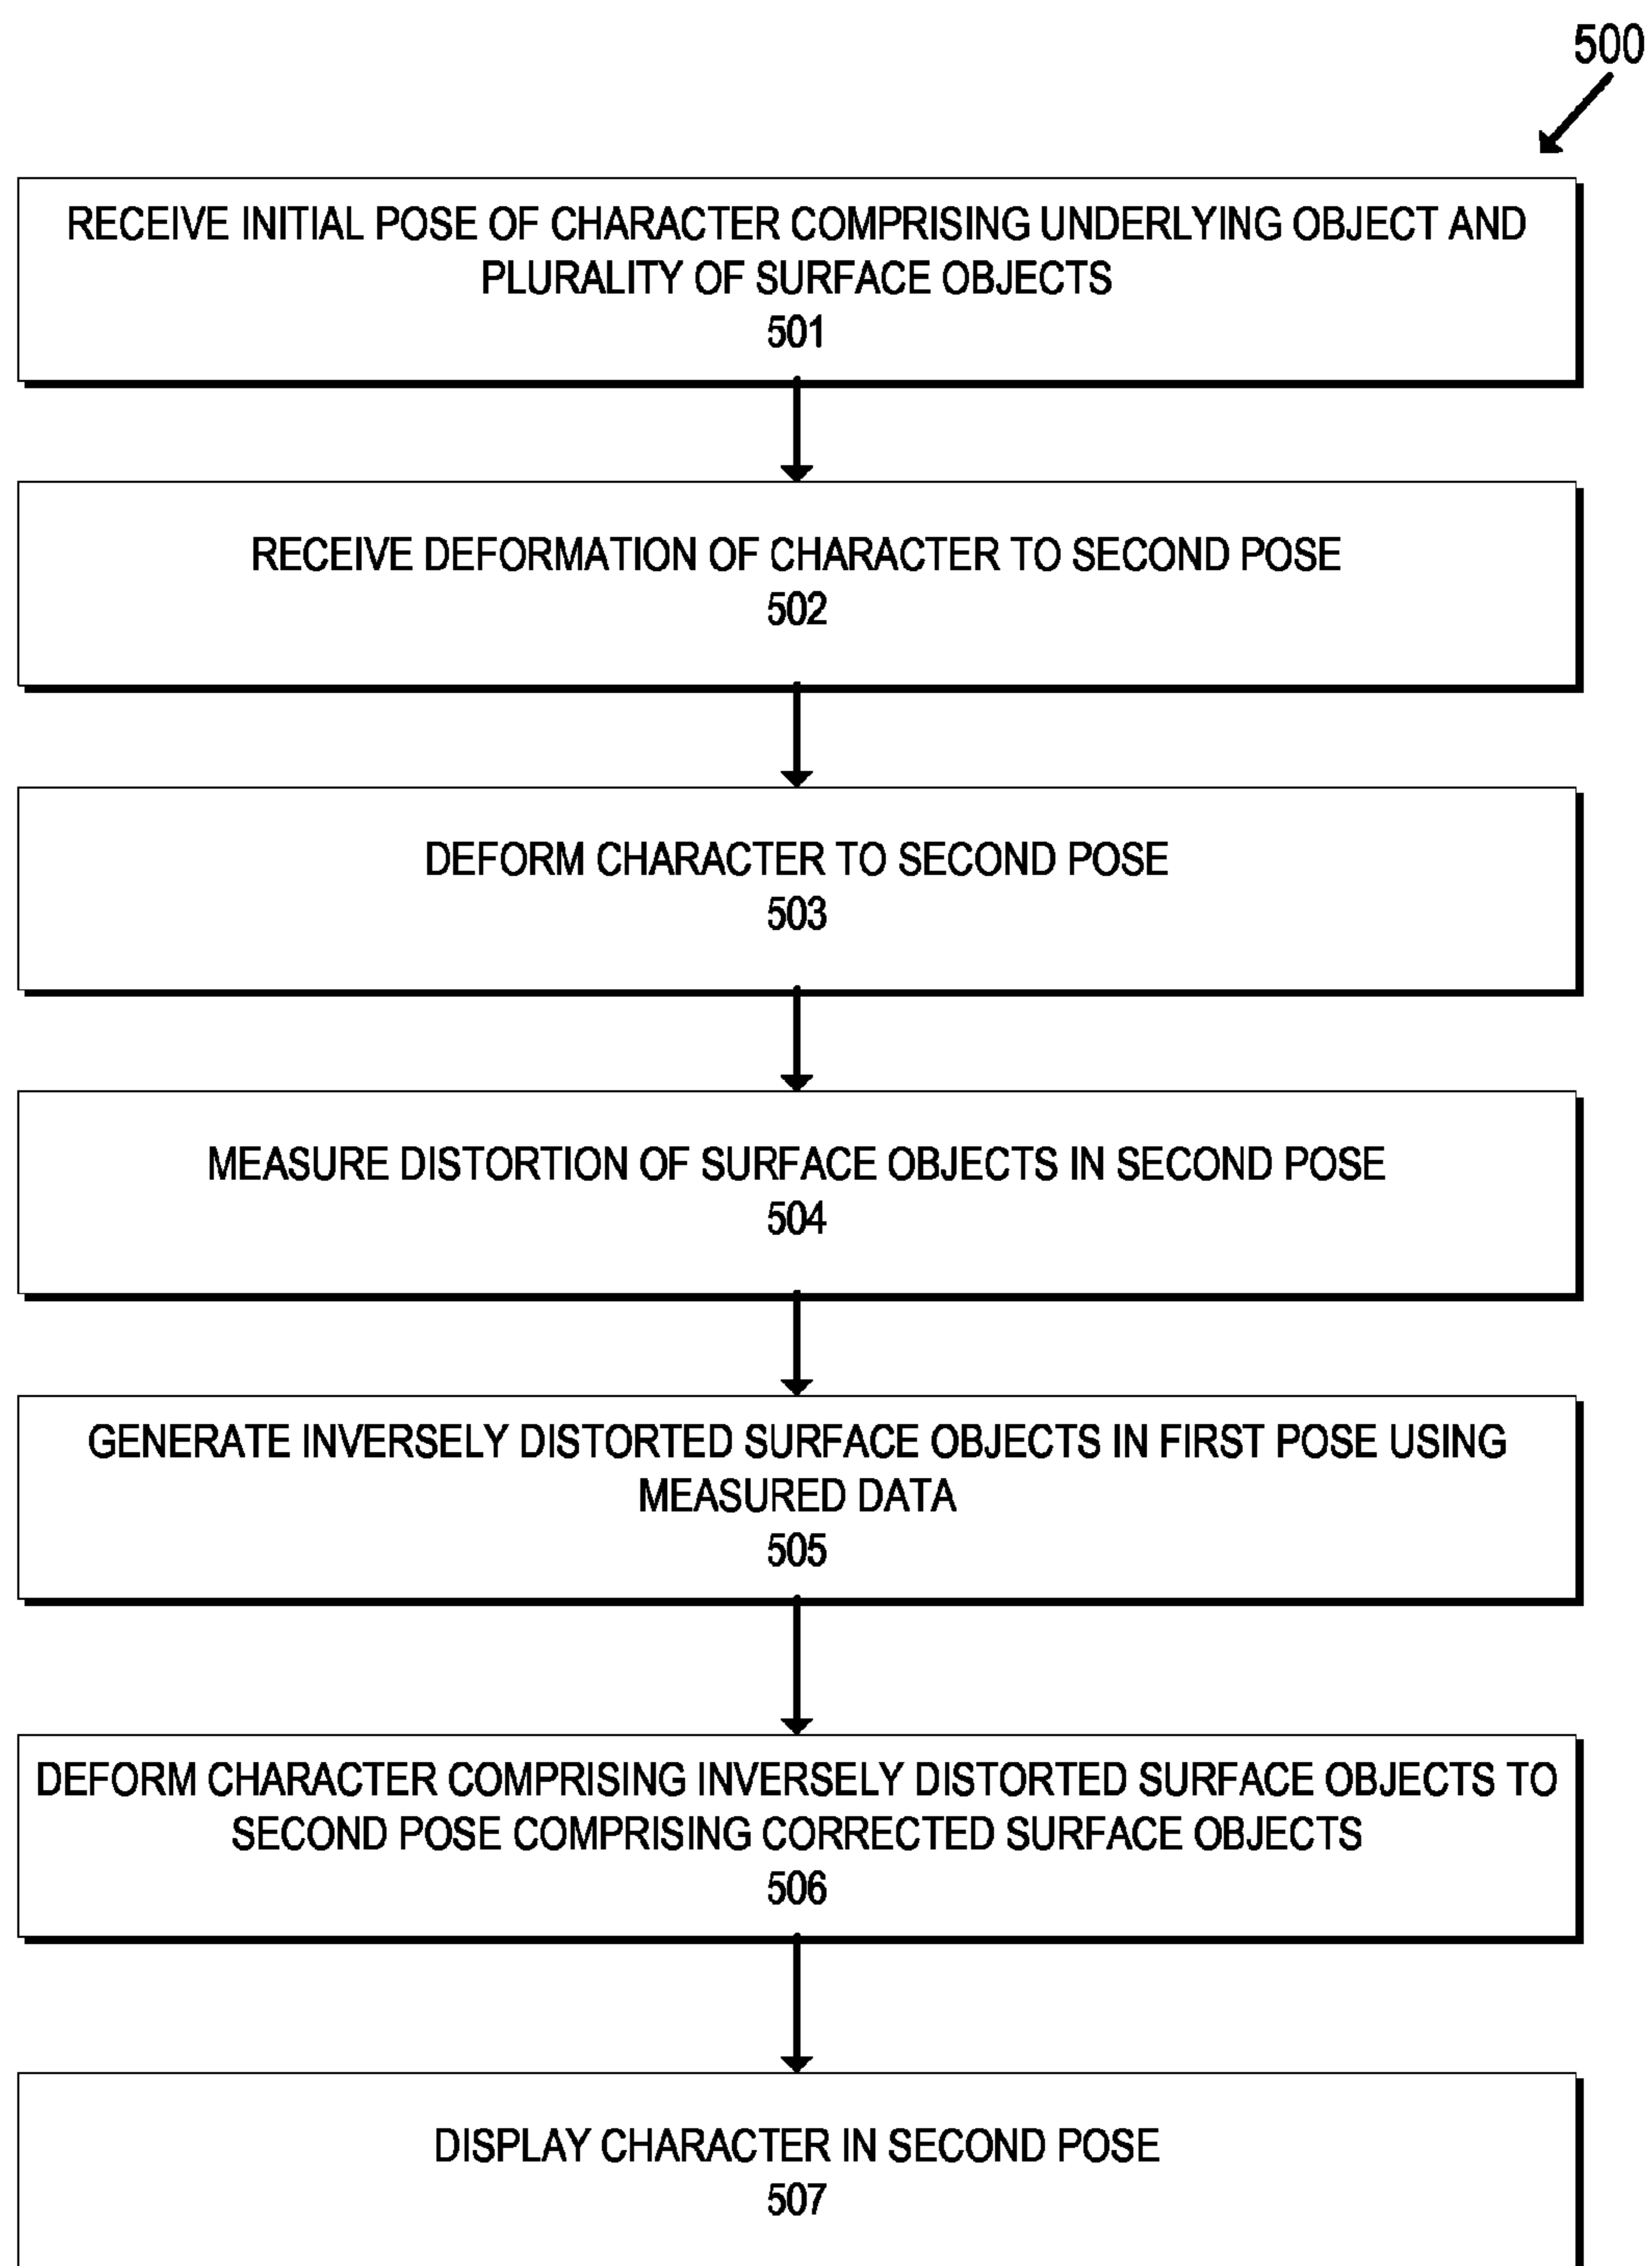 500
RECEIVE INITIAL POSE OF CHARACTER COMPRISING UNDERLYING OBJECT AND
PLURALITY OF SURFACE OBJECTS
501
RECEIVE DEFORMATION OF CHARACTER TO SECOND POSE
502
DEFORM CHARACTER TO SECOND POSE
503
MEASURE DISTORTION OF SURFACE OBJECTS IN SECOND POSE
504
GENERATE INVERSELY DISTORTED SURFACE OBJECTS IN FIRST POSE USING
MEASURED DATA
505
DEFORM CHARACTER COMPRISING INVERSELY DISTORTED SURFACE OBJECTS TO
SECOND POSE COMPRISING CORRECTED SURFACE OBJECTS
506
DISPLAY CHARACTER IN SECOND POSE
507